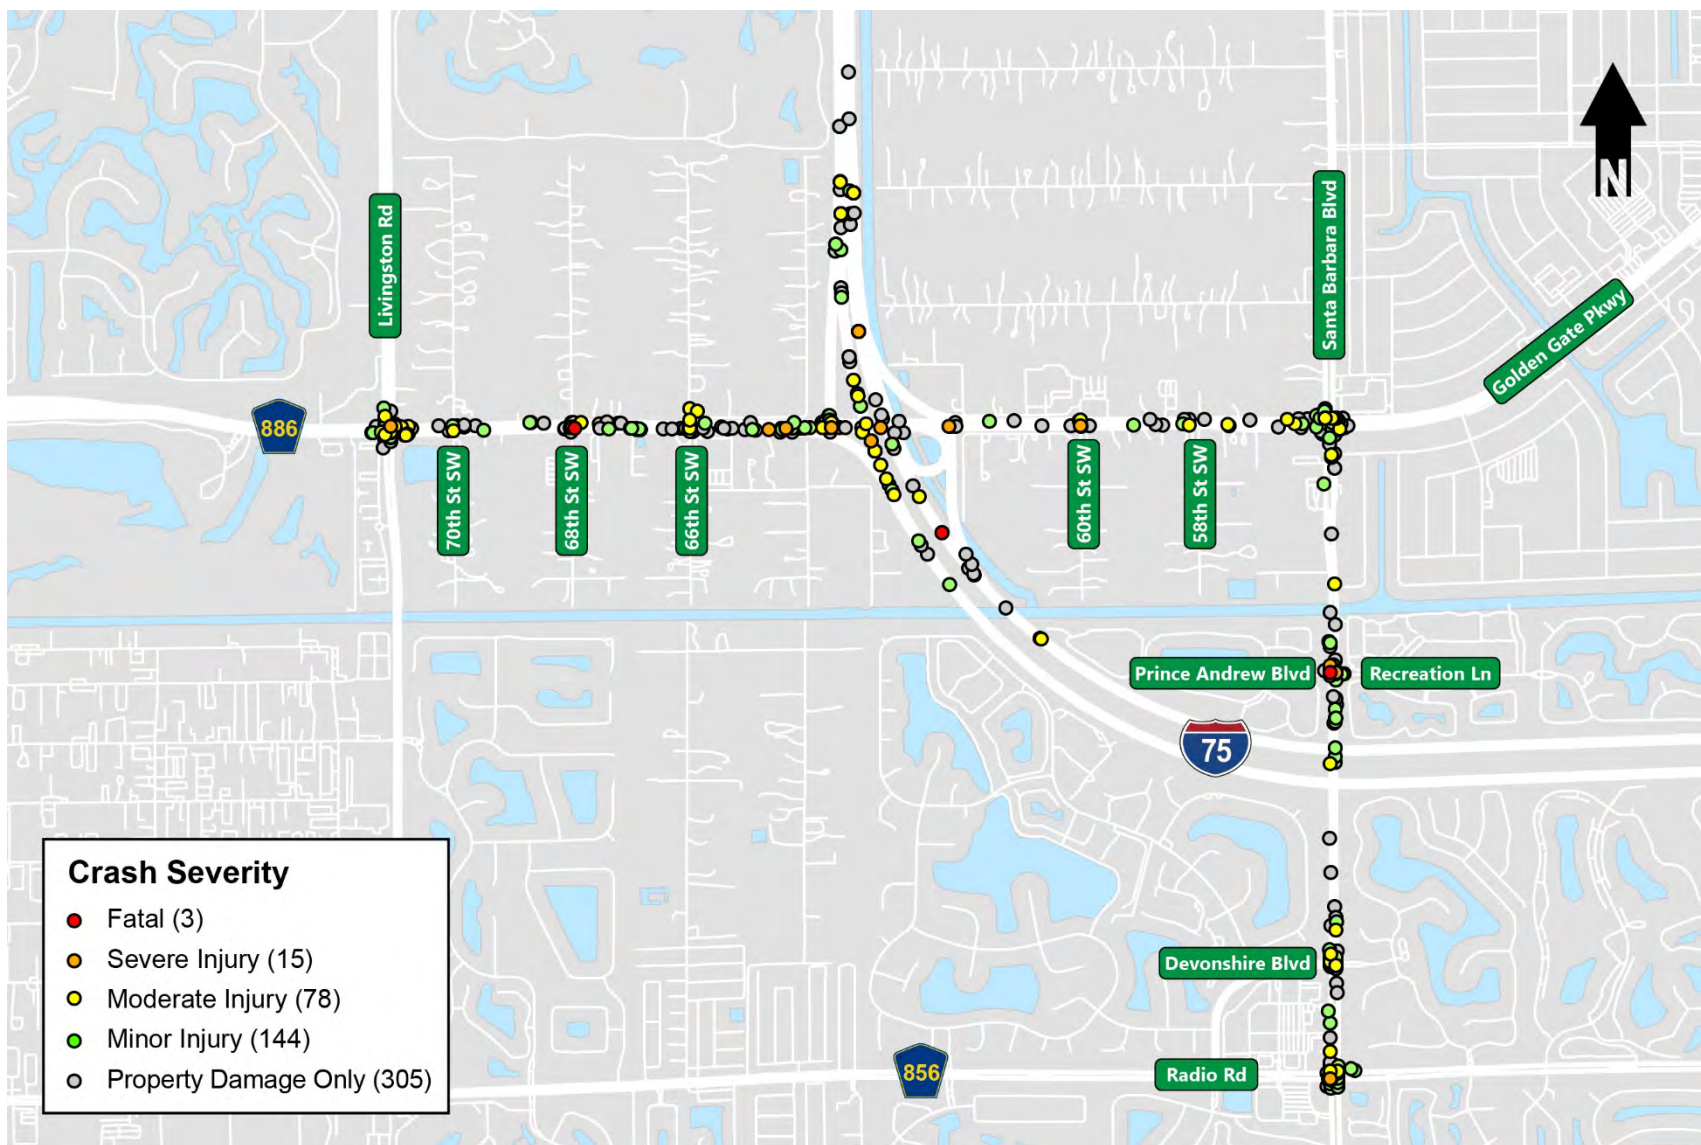 Livingston Rd
Santa Barbara Blvd
N
Golden Gate Pkwy
886
70th St SW
68th St SW
66th St SW
60th St SW
58th St SW
Prince Andrew Blvd
Recreation Ln
75
Crash Severity
Fatal (3)
Severe Injury (15)
Moderate Injury (78)
Minor Injury (144)
Property Damage Only (305)
Devonshire Blvd
856
Radio Rd